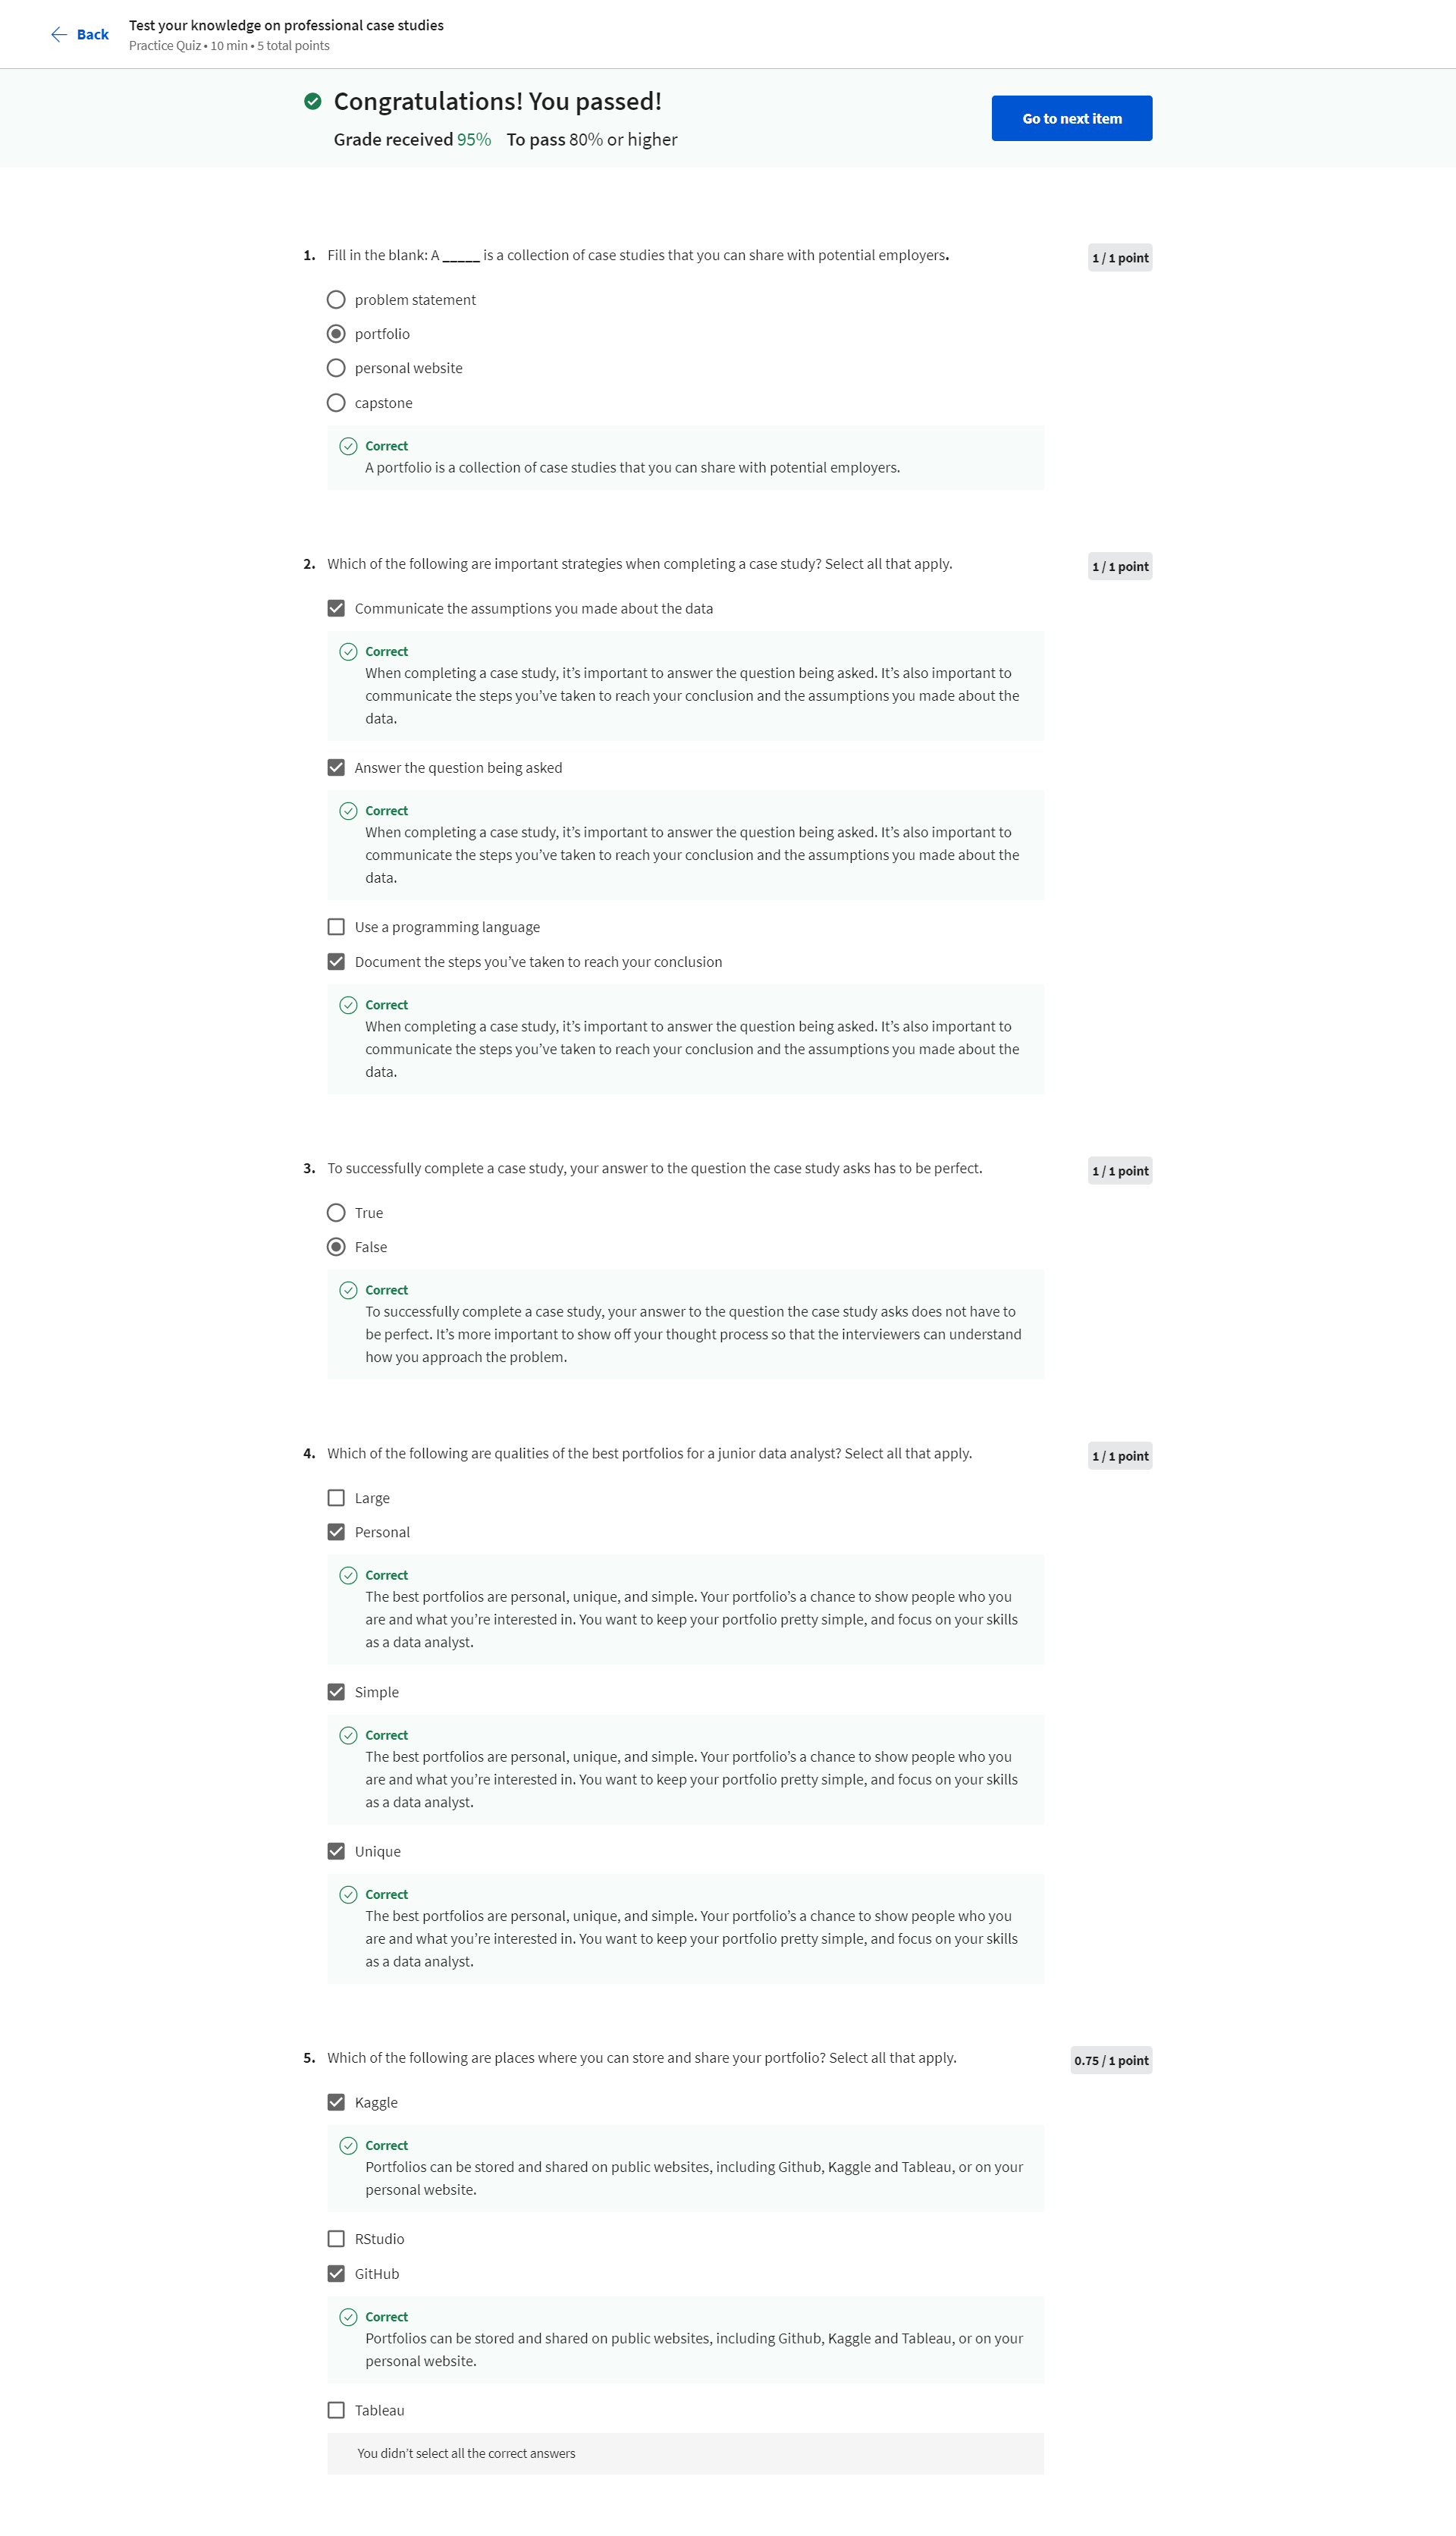 Back
Test your knowledge on professional case studies
Practice Quiz • 10 min • 5 total points
Congratulations! You passed!
Grade received 95% To pass 80% or higher
Go to next item
1. Fill in the blank: A _____ is a collection of case studies that you can share with potential employers.
1 / 1 point
problem statement
portfolio
personal website
capstone
Correct
A portfolio is a collection of case studies that you can share with potential employers.
2. Which of the following are important strategies when completing a case study? Select all that apply.
1 / 1 point
Communicate the assumptions you made about the data
Correct
When completing a case study, it’s important to answer the question being asked. It’s also important to
communicate the steps you’ve taken to reach your conclusion and the assumptions you made about the
data.
Answer the question being asked
Correct
When completing a case study, it’s important to answer the question being asked. It’s also important to
communicate the steps you’ve taken to reach your conclusion and the assumptions you made about the
data.
Use a programming language
Document the steps you’ve taken to reach your conclusion
Correct
When completing a case study, it’s important to answer the question being asked. It’s also important to
communicate the steps you’ve taken to reach your conclusion and the assumptions you made about the
data.
3. To successfully complete a case study, your answer to the question the case study asks has to be perfect.
1 / 1 point
True
False
Correct
To successfully complete a case study, your answer to the question the case study asks does not have to
be perfect. It’s more important to show off your thought process so that the interviewers can understand
how you approach the problem.
4. Which of the following are qualities of the best portfolios for a junior data analyst? Select all that apply.
1 / 1 point
Large
Personal
Correct
The best portfolios are personal, unique, and simple. Your portfolio’s a chance to show people who you
are and what you’re interested in. You want to keep your portfolio pretty simple, and focus on your skills
as a data analyst.
Simple
Correct
The best portfolios are personal, unique, and simple. Your portfolio’s a chance to show people who you
are and what you’re interested in. You want to keep your portfolio pretty simple, and focus on your skills
as a data analyst.
Unique
Correct
The best portfolios are personal, unique, and simple. Your portfolio’s a chance to show people who you
are and what you’re interested in. You want to keep your portfolio pretty simple, and focus on your skills
as a data analyst.
5. Which of the following are places where you can store and share your portfolio? Select all that apply.
0.75 / 1 point
Kaggle
Correct
Portfolios can be stored and shared on public websites, including Github, Kaggle and Tableau, or on your
personal website.
RStudio
GitHub
Correct
Portfolios can be stored and shared on public websites, including Github, Kaggle and Tableau, or on your
personal website.
Tableau
You didn’t select all the correct answers